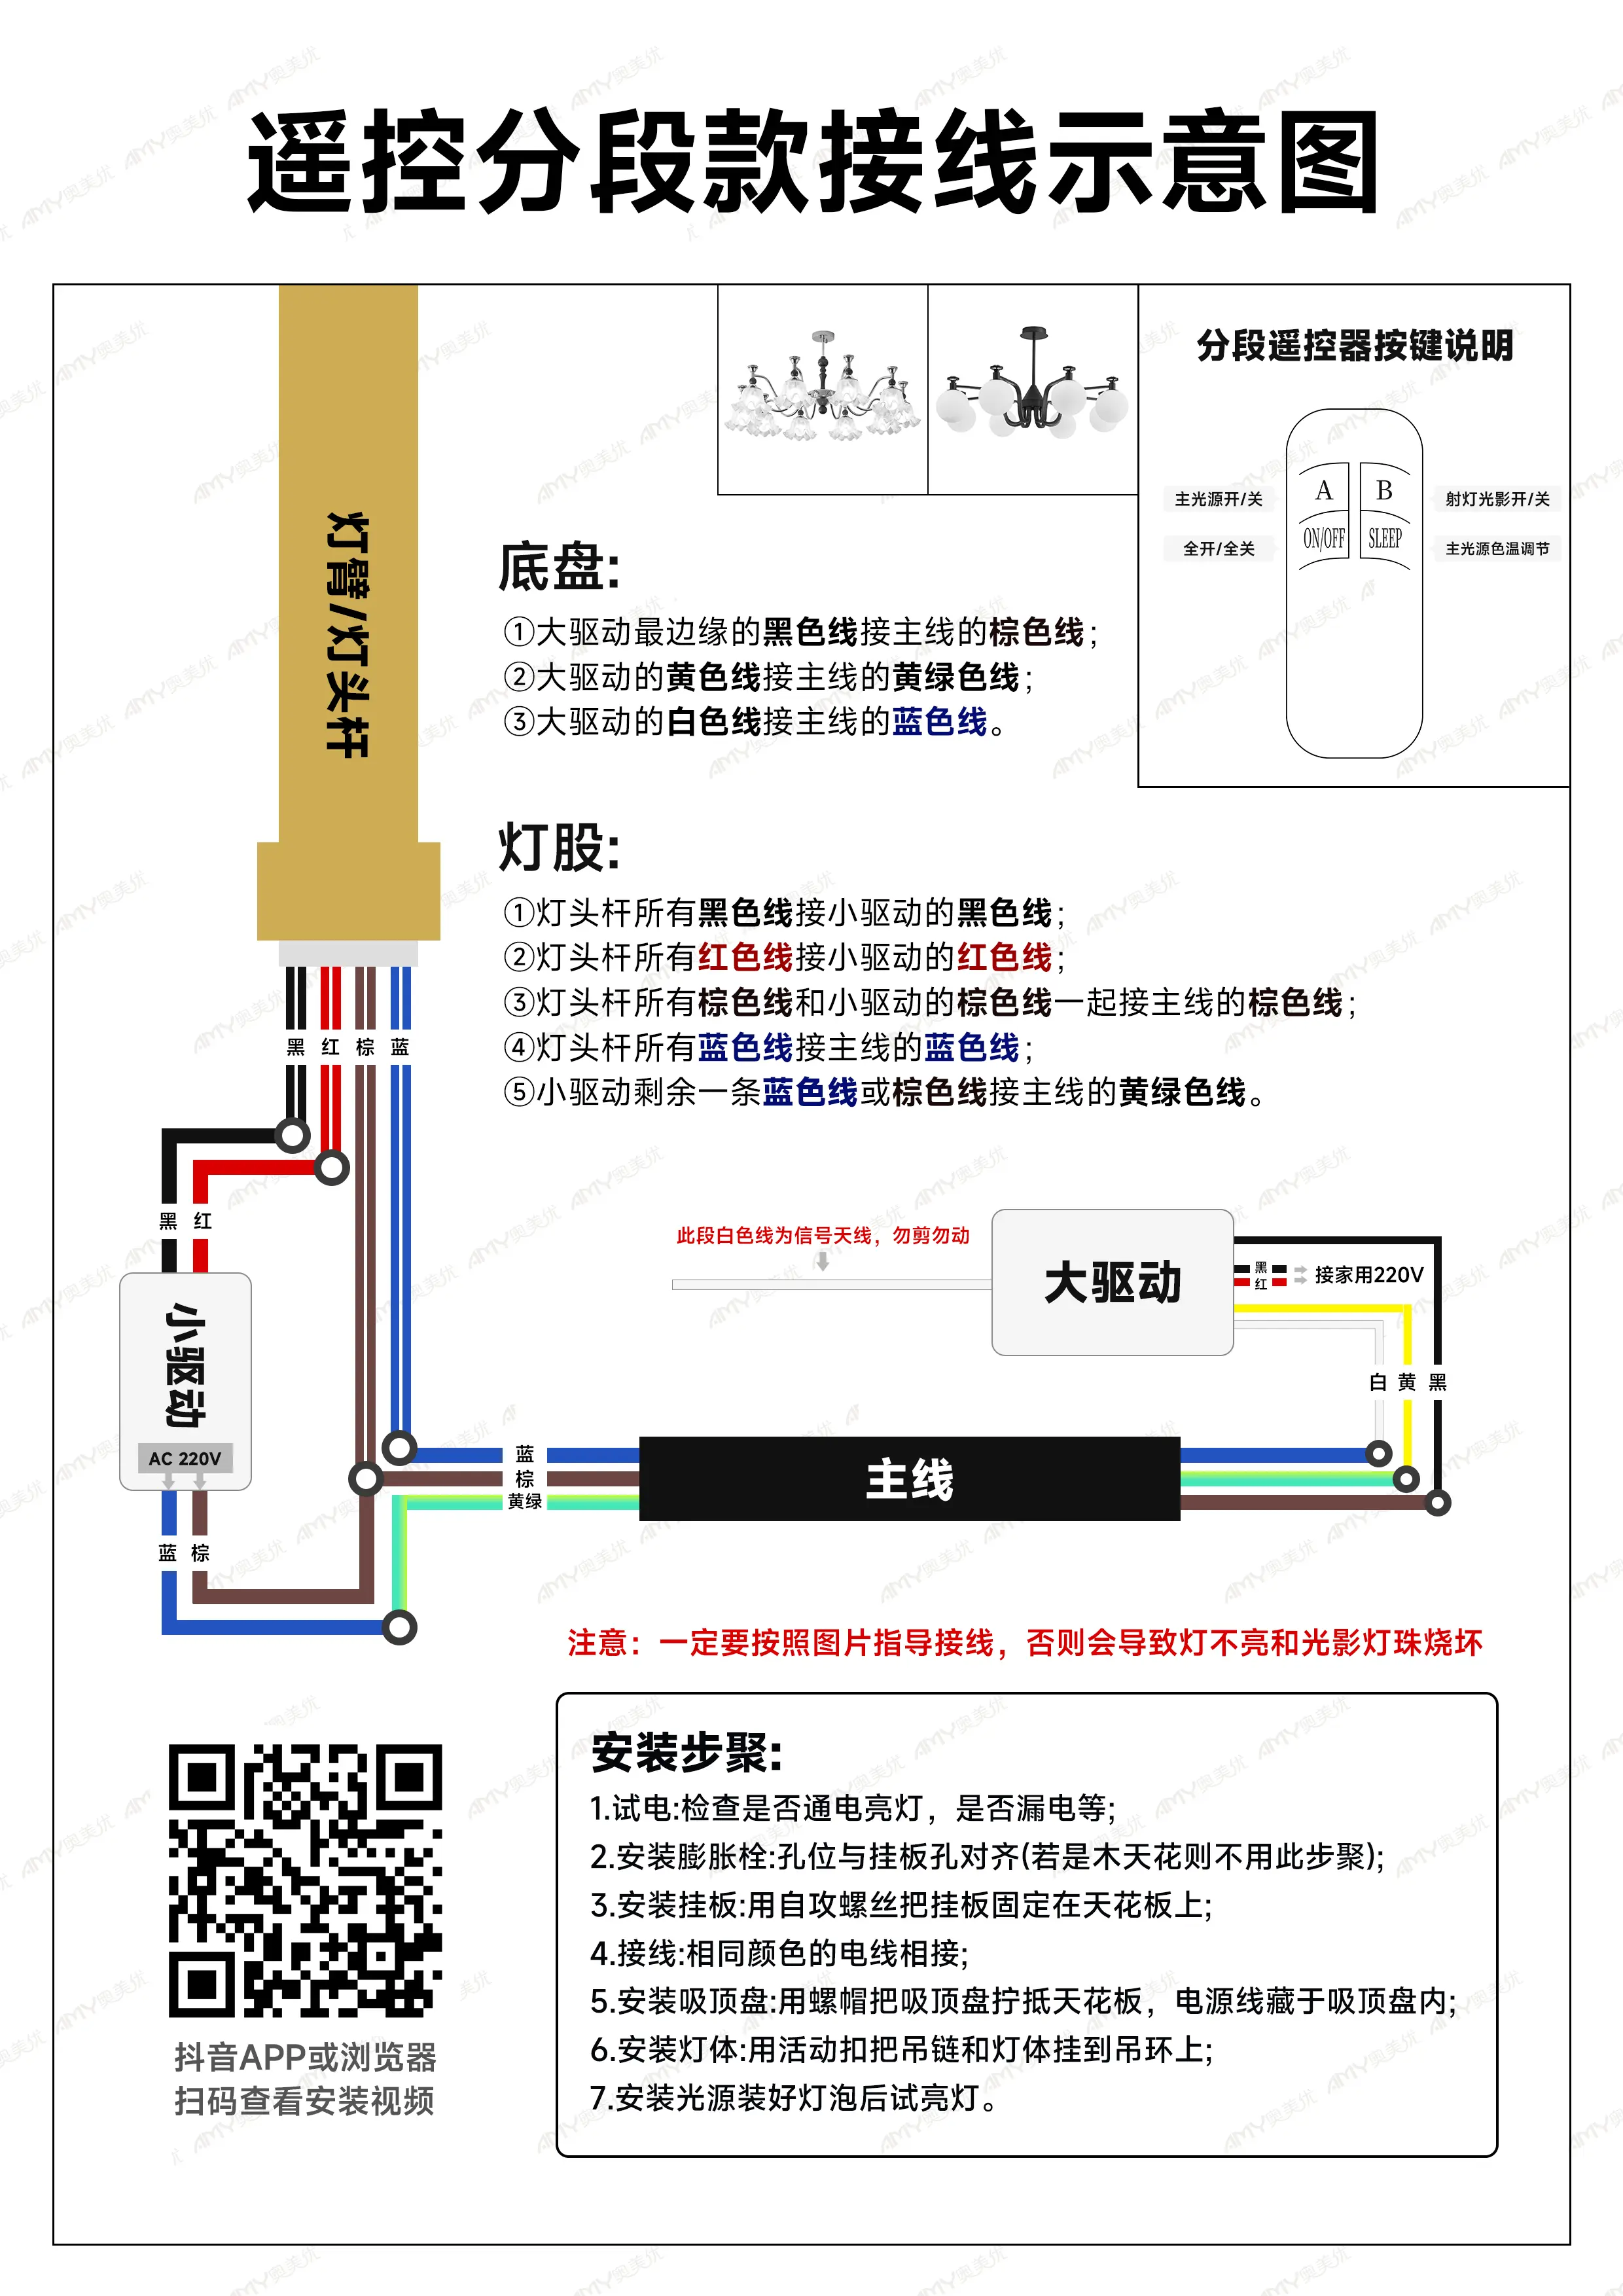 遥控分段款接线示意图
分段遥控器按键说明
A
B
ON/OFF
SLEEP
主光源开/关
射灯光影开/关
全开/全关
主光源色温调节
灯臂/灯头杆
底盘:
①大驱动最边缘的黑色线接主线的棕色线;
②大驱动的黄色线接主线的黄绿色线;
③大驱动的白色线接主线的蓝色线。
灯股:
①灯头杆所有黑色线接小驱动的黑色线;
②灯头杆所有红色线接小驱动的红色线;
③灯头杆所有棕色线和小驱动的棕色线一起接主线的棕色线;
④灯头杆所有蓝色线接主线的蓝色线;
⑤小驱动剩余一条蓝色线或棕色线接主线的黄绿色线。
黑 红 棕 蓝
黑 红
小驱动
AC 220V
蓝 棕
此段白色线为信号天线，勿剪勿动
大驱动
黑
红
接家用220V
白 黄 黑
蓝
棕
黄绿
主线
注意：一定要按照图片指导接线，否则会导致灯不亮和光影灯珠烧坏
安装步聚:
1.试电:检查是否通电亮灯，是否漏电等;
2.安装膨胀栓:孔位与挂板孔对齐(若是木天花则不用此步聚);
3.安装挂板:用自攻螺丝把挂板固定在天花板上;
4.接线:相同颜色的电线相接;
5.安装吸顶盘:用螺帽把吸顶盘拧抵天花板，电源线藏于吸顶盘内;
6.安装灯体:用活动扣把吊链和灯体挂到吊环上;
7.安装光源装好灯泡后试亮灯。
抖音APP或浏览器
扫码查看安装视频
AMY奥美优